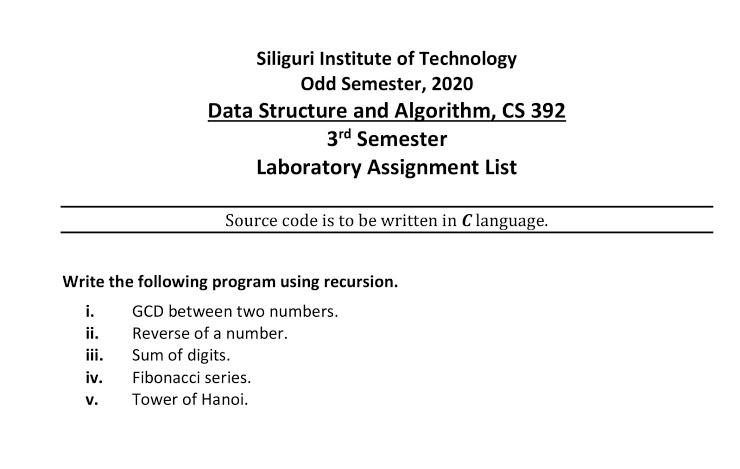 Siliguri Institute of Technology
Odd Semester, 2020
Data Structure and Algorithm, CS 392
3rd Semester
Laboratory Assignment List
Source code is to be written in C language.
Write the following program using recursion.
i. GCD between two numbers.
ii. Reverse of a number.
iii. Sum of digits.
iv. Fibonacci series.
v. Tower of Hanoi.